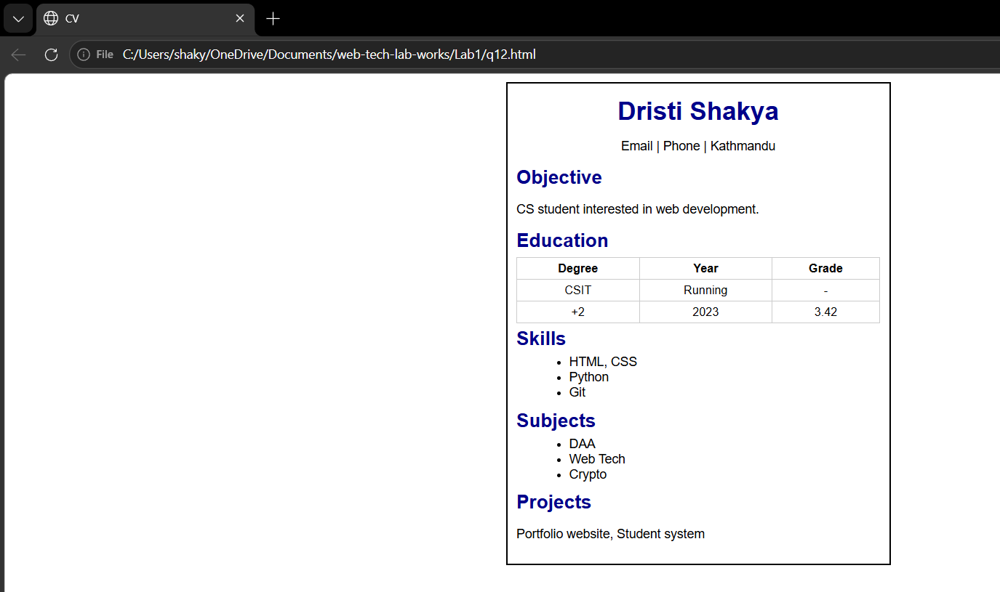 CV
File C:/Users/shaky/OneDrive/Documents/web-tech-lab-works/Lab1/q12.html
Dristi Shakya
Email | Phone | Kathmandu
Objective
CS student interested in web development.
Education
Degree Year Grade
CSIT Running -
+2 2023 3.42
Skills
• HTML, CSS
• Python
• Git
Subjects
• DAA
• Web Tech
• Crypto
Projects
Portfolio website, Student system